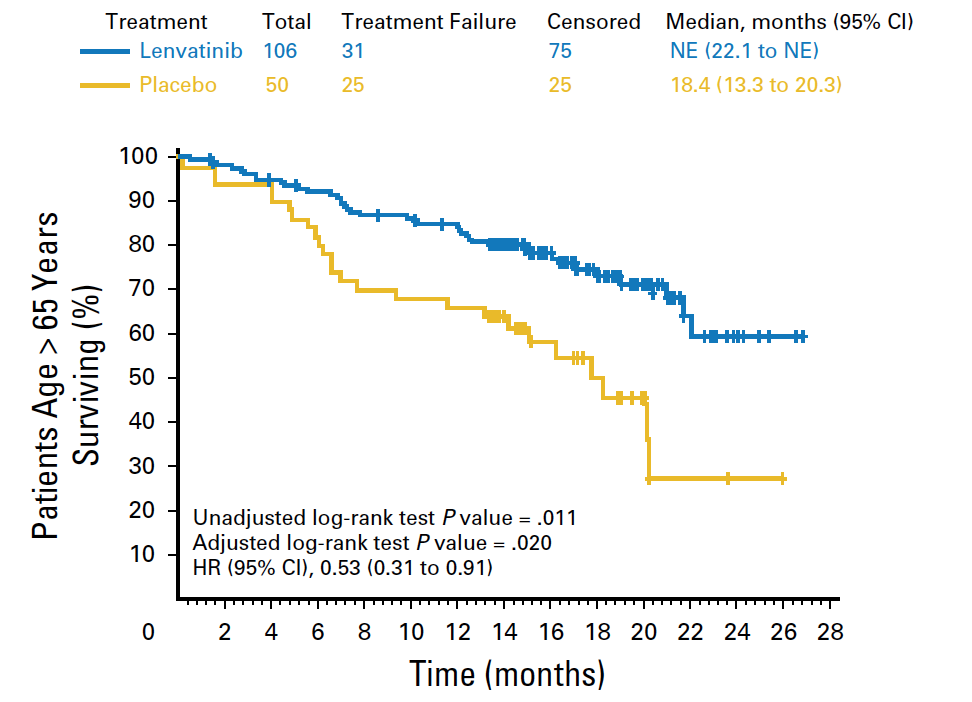 Treatment Total Treatment Failure Censored Median, months (95% CI)
Lenvatinib 106 31 75 NE (22.1 to NE)
Placebo 50 25 25 18.4 (13.3 to 20.3)
Patients Age > 65 Years
Surviving (%)
100
90
80
70
60
50
40
30
20
10
Unadjusted log-rank test P value = .011
Adjusted log-rank test P value = .020
HR (95% CI), 0.53 (0.31 to 0.91)
0 2 4 6 8 10 12 14 16 18 20 22 24 26 28
Time (months)